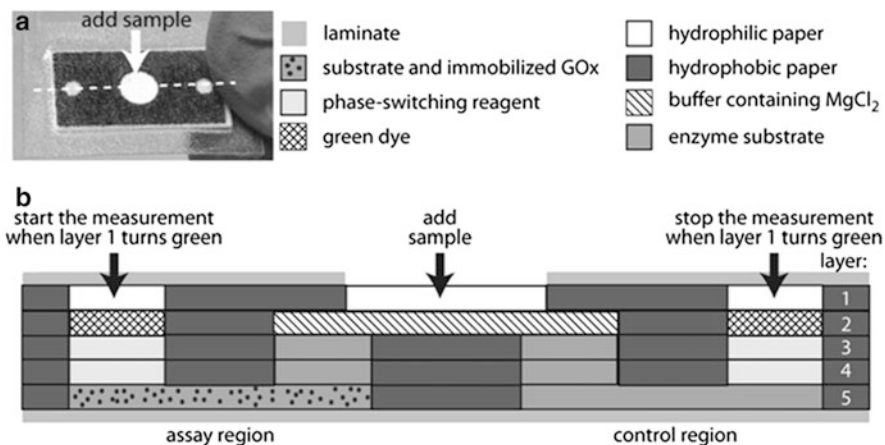 a
add sample
laminate
substrate and immobilized GOx
phase-switching reagent
green dye
hydrophilic paper
hydrophobic paper
buffer containing MgCl₂
enzyme substrate
b
start the measurement
when layer 1 turns green
add
sample
stop the measurement
when layer 1 turns green
layer:
1
2
3
4
5
assay region
control region